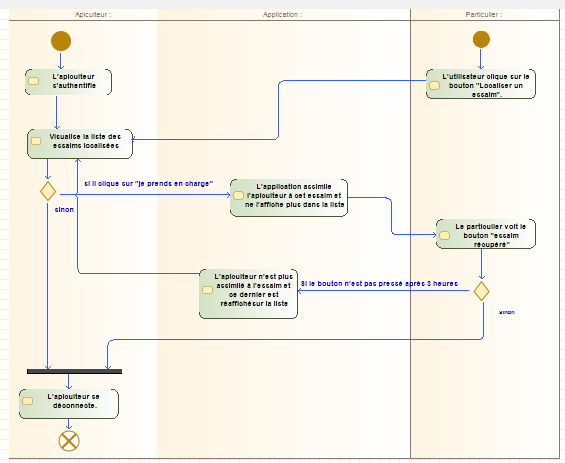 Apiculteur :
Application :
Particulier :
L'apiculteur
s'authentifie
L'utilisateur clique sur le
bouton "Localiser un
essaim".
Visualise la liste des
essaims localisées
si il clique sur "je prends en charge"
sinon
L'application assimile
l'apiculteur à cet essaim et
ne l'affiche plus dans la liste
Le particulier voit le
bouton "essaim
récupéré"
L'apiculteur n'est plus
assimilé à l'essaim et
ce dernier est
réaffichésur la liste
Si le bouton n'est pas pressé après 3 heures
sinon
L'apiculteur se
déconnecte.